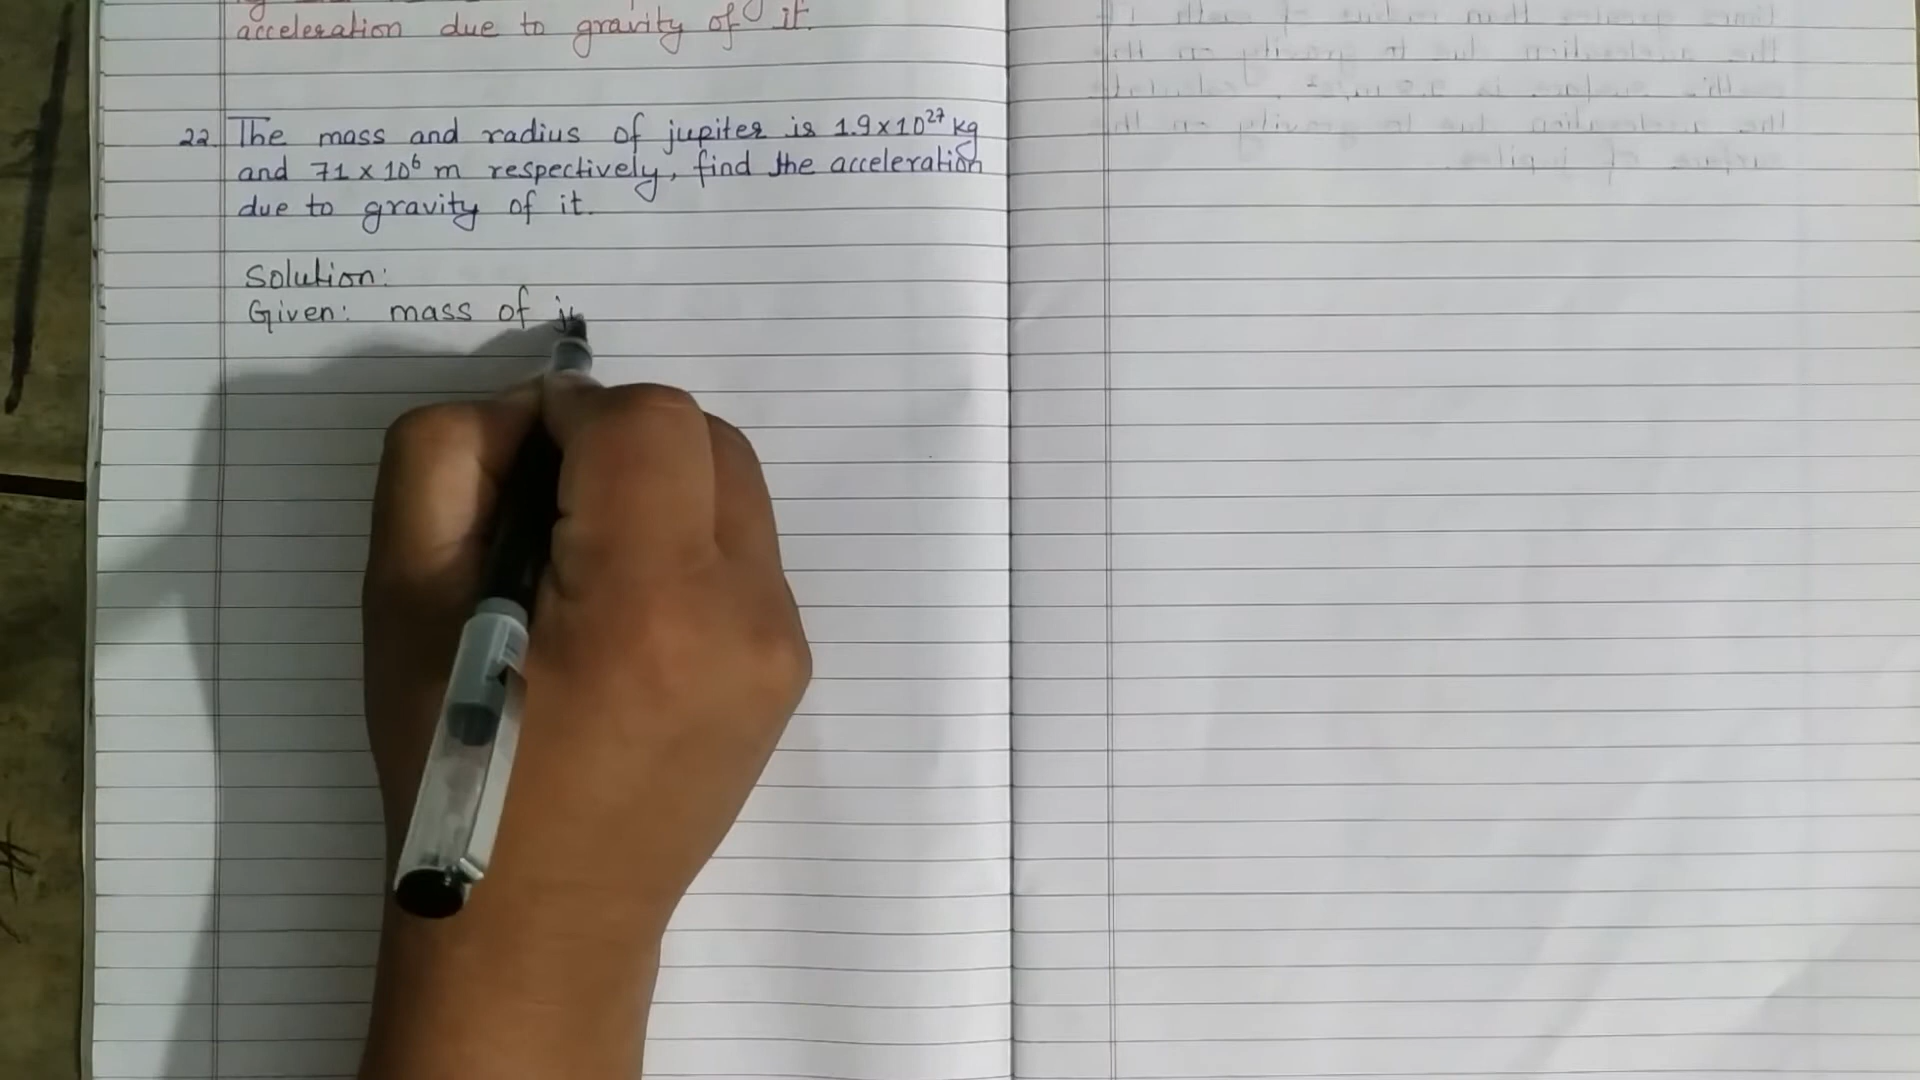 acceleration due to gravity of it.
22. The mass and radius of jupiter is 1.9 x 10²⁷ kg
and 71 x 10⁶ m respectively, find the acceleration
due to gravity of it.
Solution:
Given: mass of ju